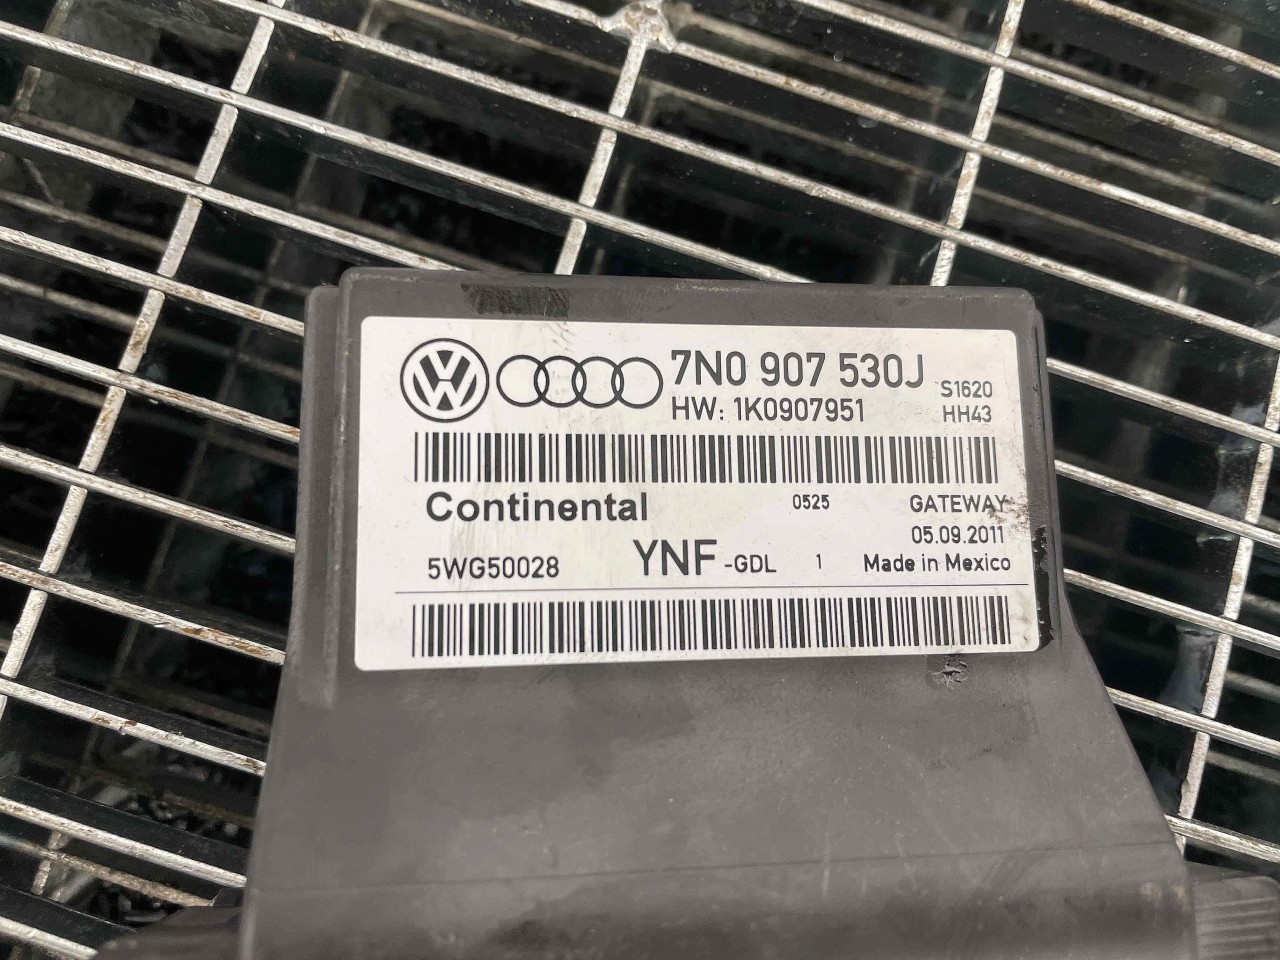 7N0 907 530J S1620
HW: 1K0907951 HH43
Continental 0525 GATEWAY
05.09.2011
5WG50028 YNF-GDL 1 Made in Mexico